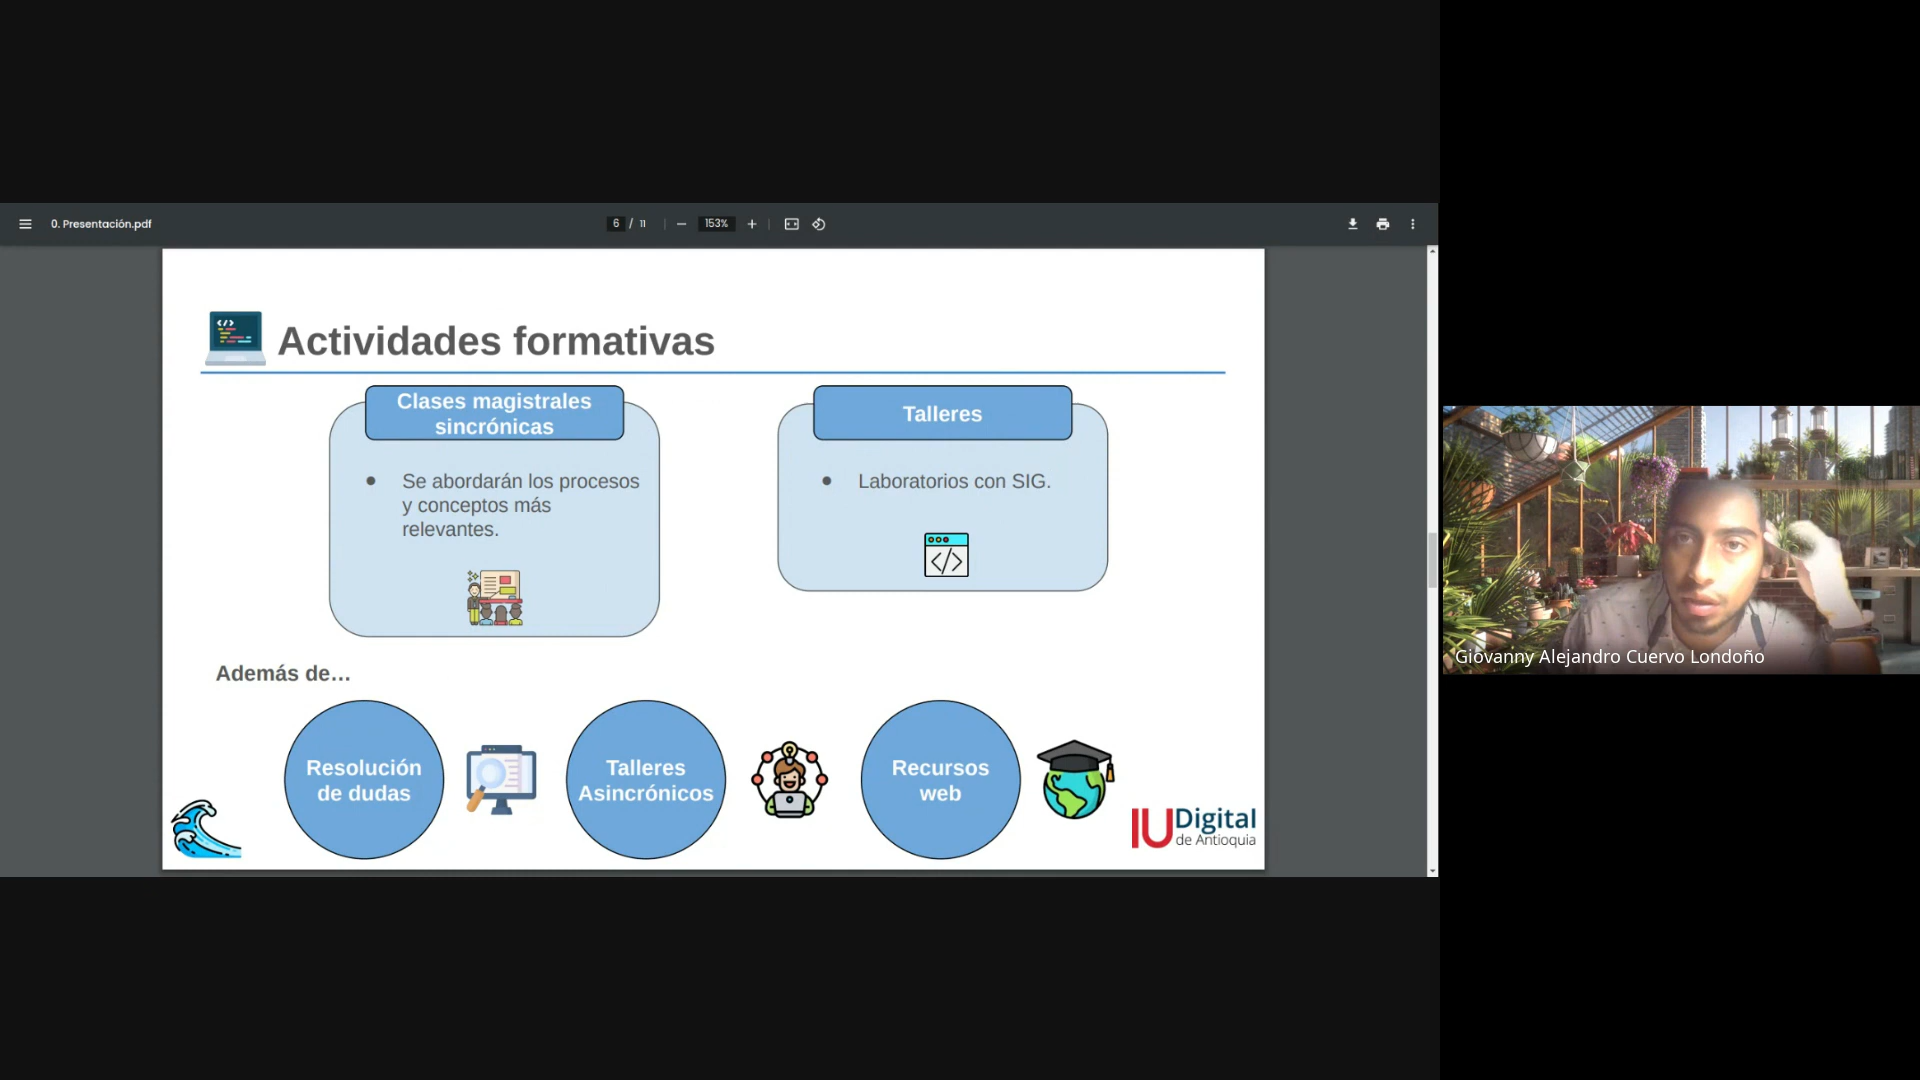 0. Presentación.pdf
6 / 11
153%
Actividades formativas
Clases magistrales
sincrónicas
Se abordarán los procesos
y conceptos más
relevantes.
Talleres
Laboratorios con SIG.
Además de...
Resolución
de dudas
Talleres
Asincrónicos
Recursos
web
IU Digital
de Antioquia
Giovanny Alejandro Cuervo Londoño